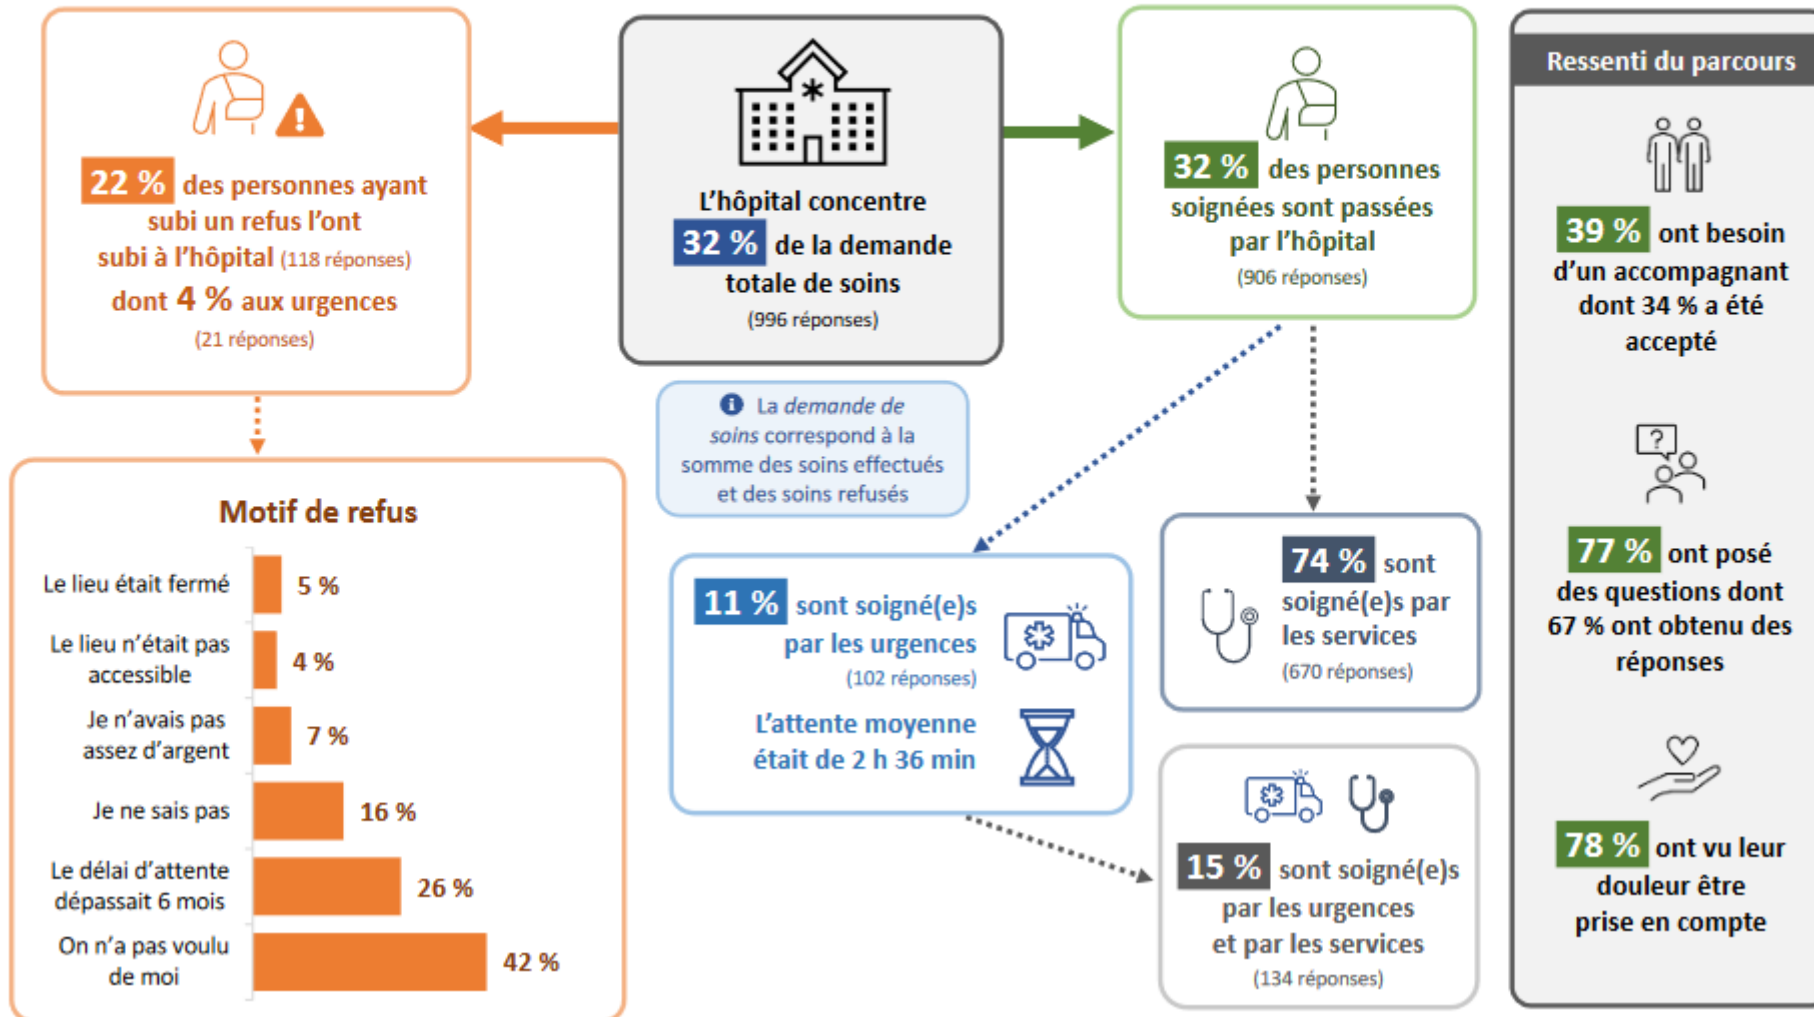 22 % des personnes ayant
subi un refus l'ont
subi à l'hôpital (118 réponses)
dont 4 % aux urgences
(21 réponses)
L'hôpital concentre
32 % de la demande
totale de soins
(996 réponses)
La demande de
soins correspond à la
somme des soins effectués
et des soins refusés
32 % des personnes
soignées sont passées
par l'hôpital
(906 réponses)
Motif de refus
Le lieu était fermé
5 %
Le lieu n'était pas
accessible
4 %
Je n'avais pas
assez d'argent
7 %
Je ne sais pas
16 %
Le délai d'attente
dépassait 6 mois
26 %
On n'a pas voulu
de moi
42 %
11 % sont soigné(e)s
par les urgences
(102 réponses)
L'attente moyenne
était de 2 h 36 min
74 % sont
soigné(e)s par
les services
(670 réponses)
15 % sont soigné(e)s
par les urgences
et par les services
(134 réponses)
Ressenti du parcours
39 % ont besoin
d'un accompagnant
dont 34 % a été
accepté
?
77 % ont posé
des questions dont
67 % ont obtenu des
réponses
78 % ont vu leur
douleur être
prise en compte